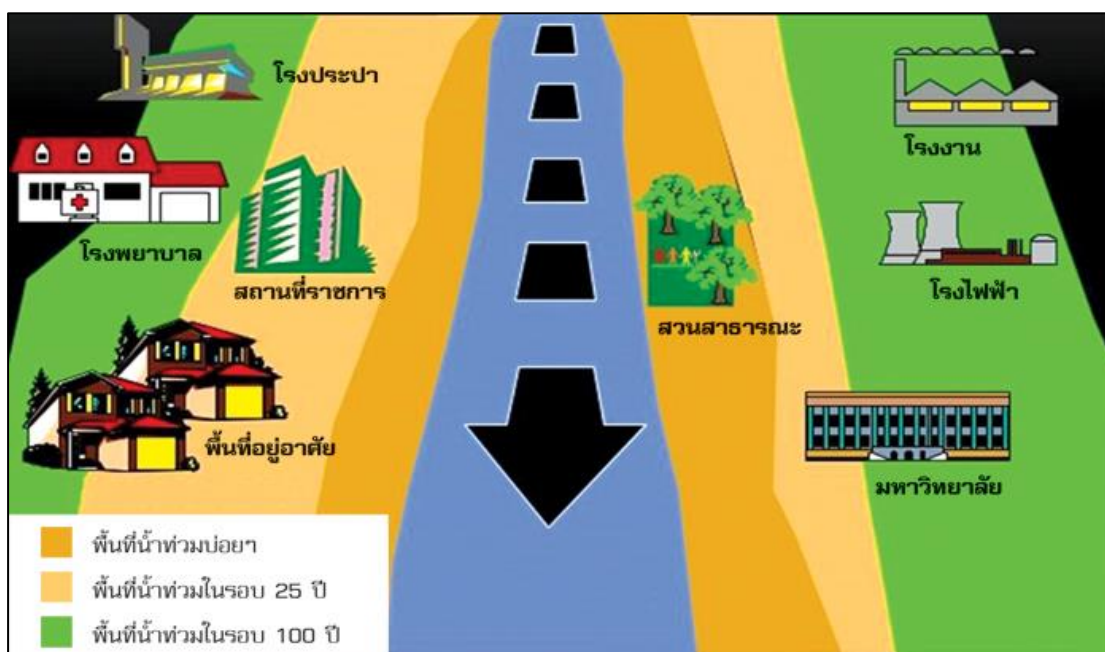 โรงประปา
โรงงาน
โรงพยาบาล
สถานที่ราชการ
โรงไฟฟ้า
สวนสาธารณะ
พื้นที่อยู่อาศัย
มหาวิทยาลัย
พื้นที่น้ำท่วมบ่อยๆ
พื้นที่น้ำท่วมในรอบ 25 ปี
พื้นที่น้ำท่วมในรอบ 100 ปี